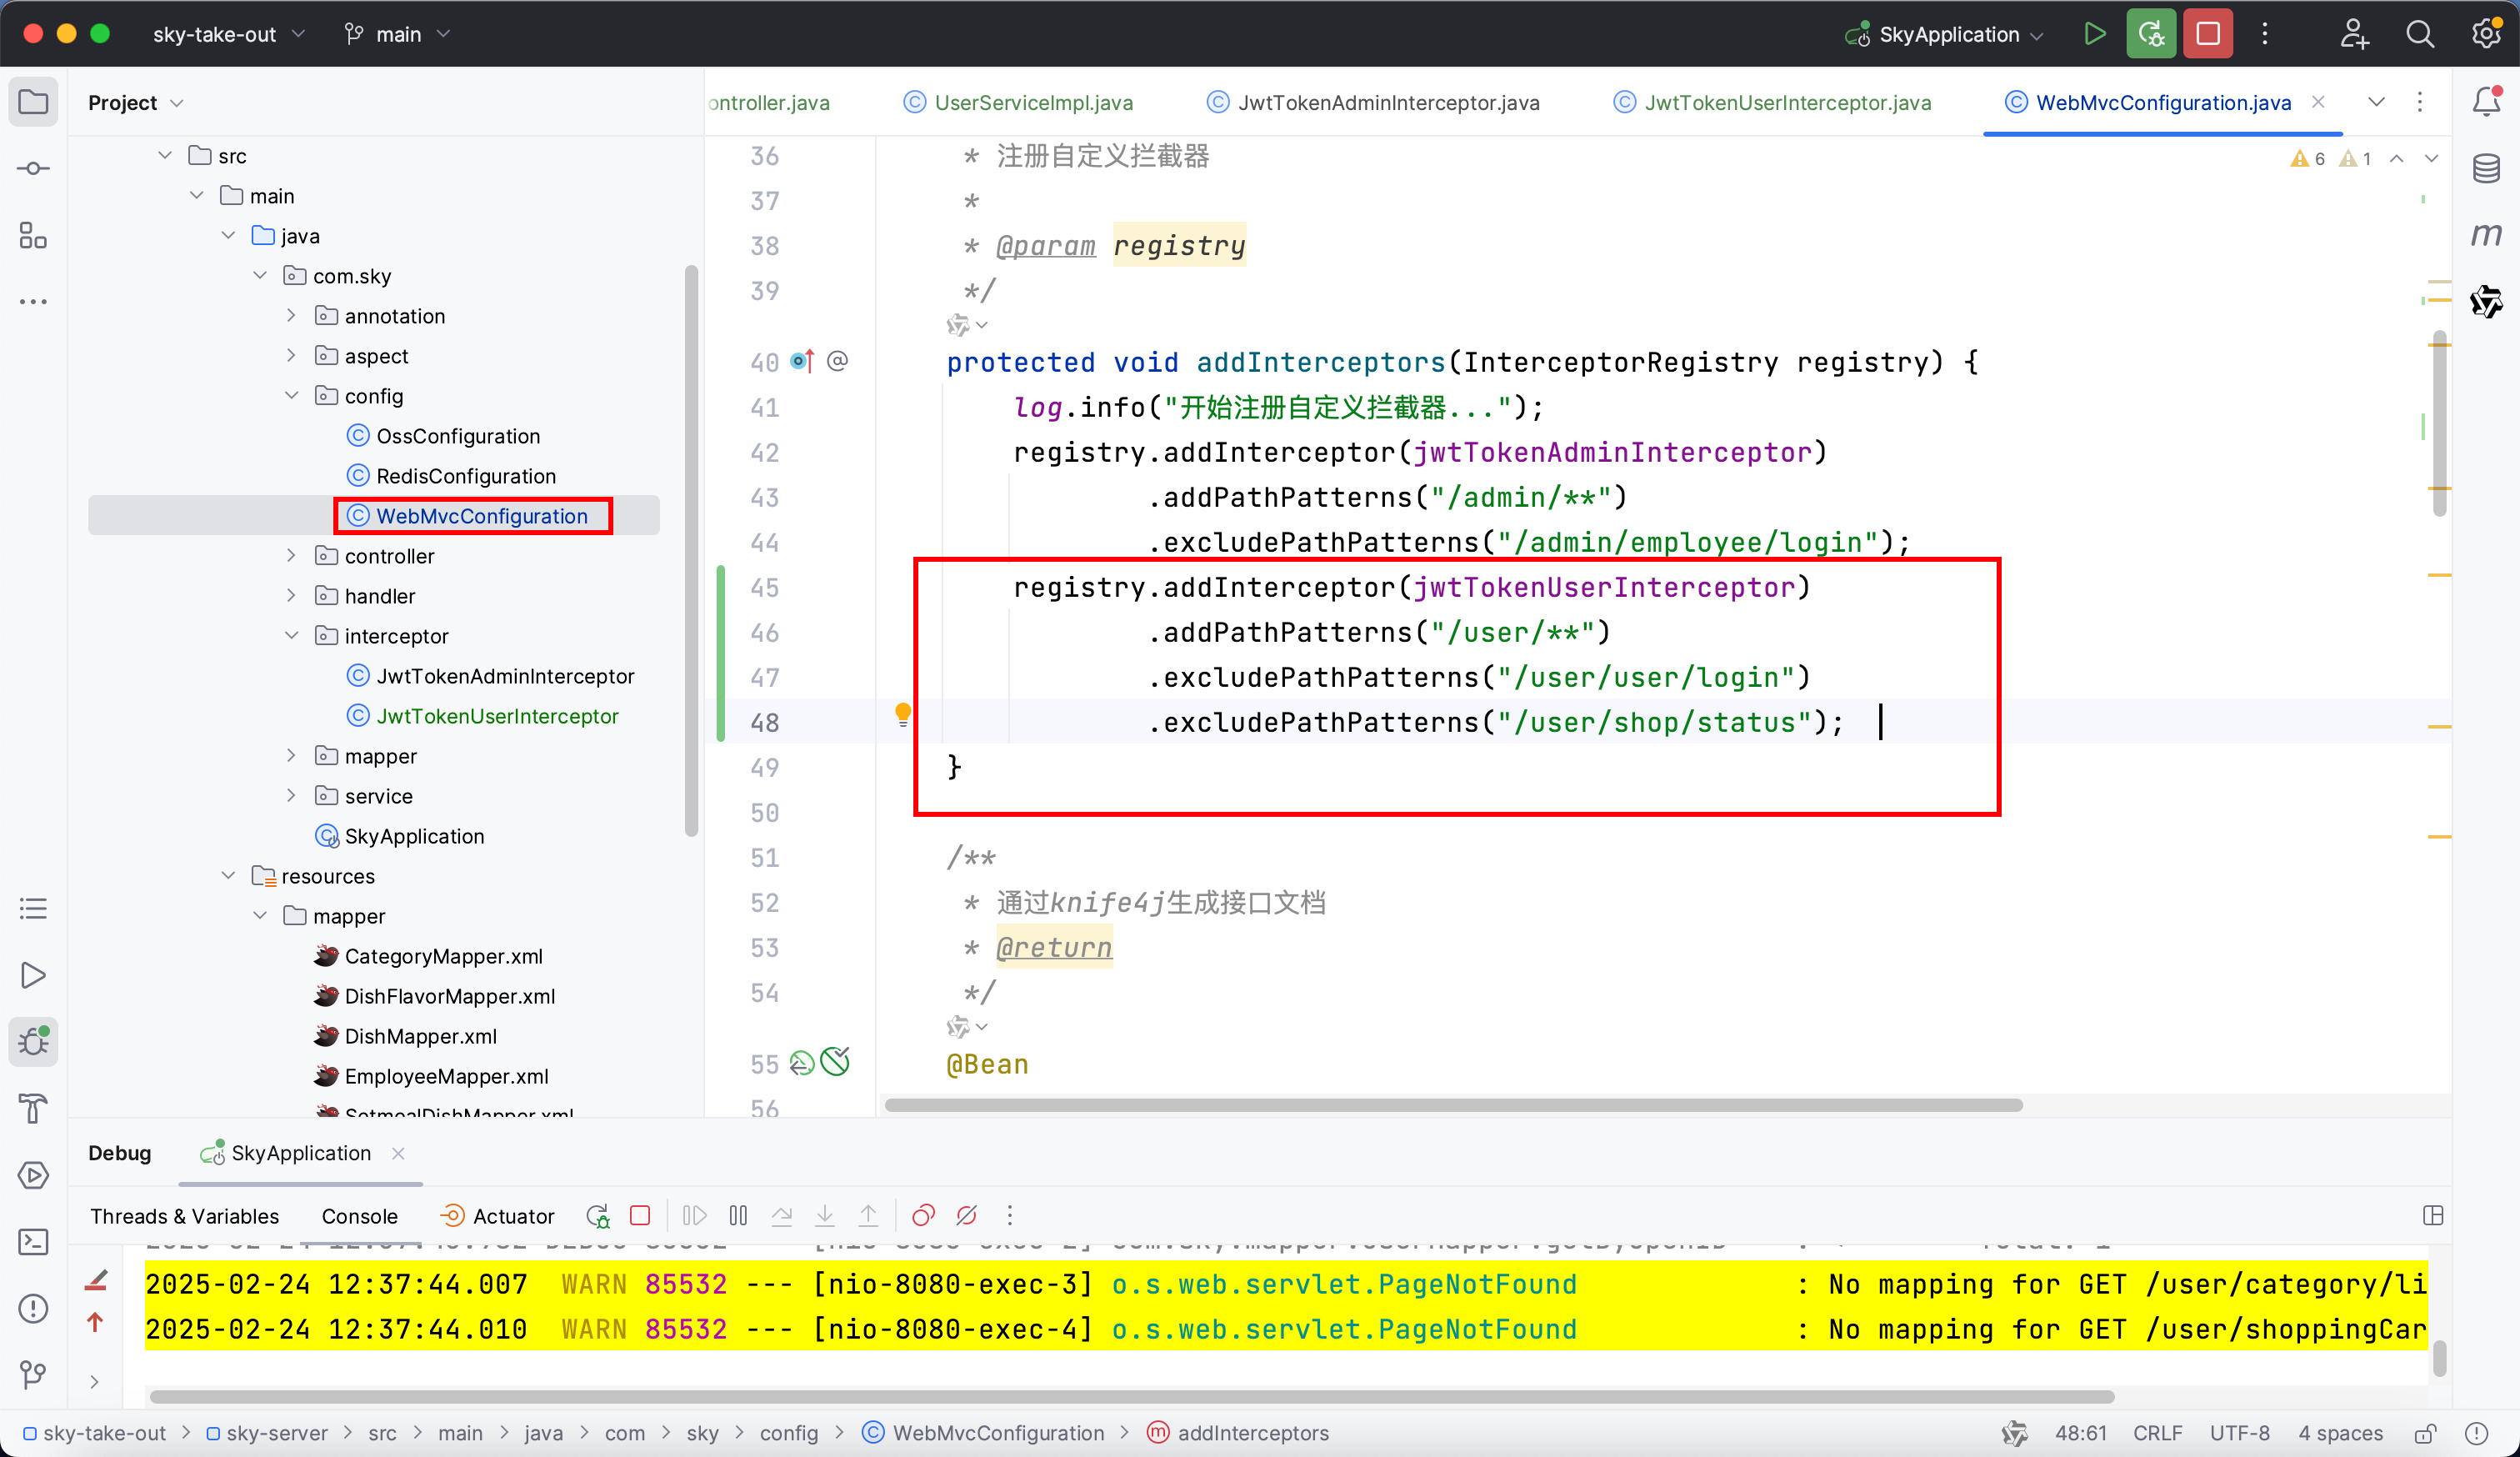 sky-take-out
main
SkyApplication
Project
ontroller.java
UserServiceImpl.java
JwtTokenAdminInterceptor.java
JwtTokenUserInterceptor.java
WebMvcConfiguration.java
src
main
java
com.sky
annotation
aspect
config
OssConfiguration
RedisConfiguration
WebMvcConfiguration
controller
handler
interceptor
JwtTokenAdminInterceptor
JwtTokenUserInterceptor
mapper
service
SkyApplication
resources
mapper
CategoryMapper.xml
DishFlavorMapper.xml
DishMapper.xml
EmployeeMapper.xml
SetmealDishMapper.xml
6 1
36 * 注册自定义拦截器
37 *
38 * @param registry
39 */
40 protected void addInterceptors(InterceptorRegistry registry) {
41 log.info("开始注册自定义拦截器...");
42 registry.addInterceptor(jwtTokenAdminInterceptor)
43 .addPathPatterns("/admin/**")
44 .excludePathPatterns("/admin/employee/login");
45 registry.addInterceptor(jwtTokenUserInterceptor)
46 .addPathPatterns("/user/**")
47 .excludePathPatterns("/user/user/login")
48 .excludePathPatterns("/user/shop/status");
49 }
50
51 /**
52 * 通过knife4j生成接口文档
53 * @return
54 */
55 @Bean
56
Debug
SkyApplication
Threads & Variables
Console
Actuator
2025-02-24 12:37:44.007 WARN 85532 --- [nio-8080-exec-3] o.s.web.servlet.PageNotFound : No mapping for GET /user/category/li
2025-02-24 12:37:44.010 WARN 85532 --- [nio-8080-exec-4] o.s.web.servlet.PageNotFound : No mapping for GET /user/shoppingCar
sky-take-out > sky-server > src > main > java > com > sky > config > WebMvcConfiguration > addInterceptors
48:61 CRLF UTF-8 4 spaces